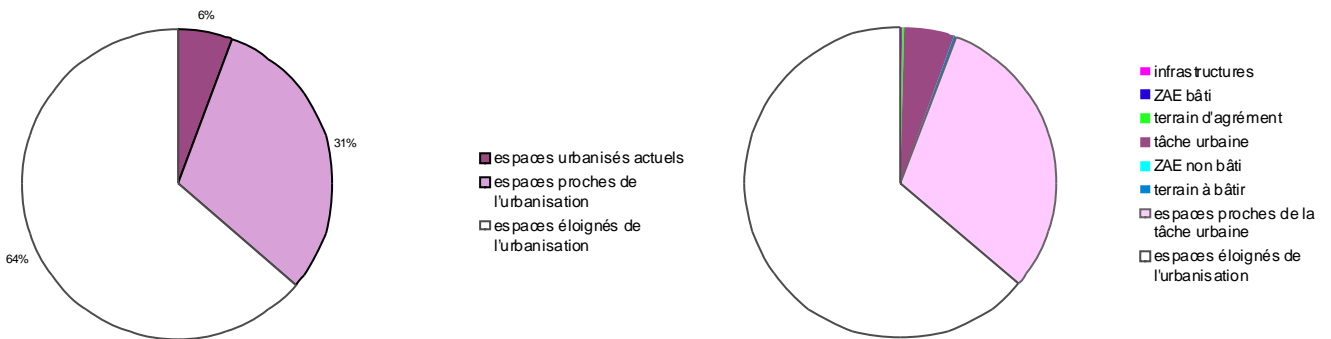 6%
31%
64%
espaces urbanisés actuels
espaces proches de
l'urbanisation
espaces éloignés de
l'urbanisation
infrastructures
ZAE bâti
terrain d'agrément
tâche urbaine
ZAE non bâti
terrain à bâtir
espaces proches de la
tâche urbaine
espaces éloignés de
l'urbanisation